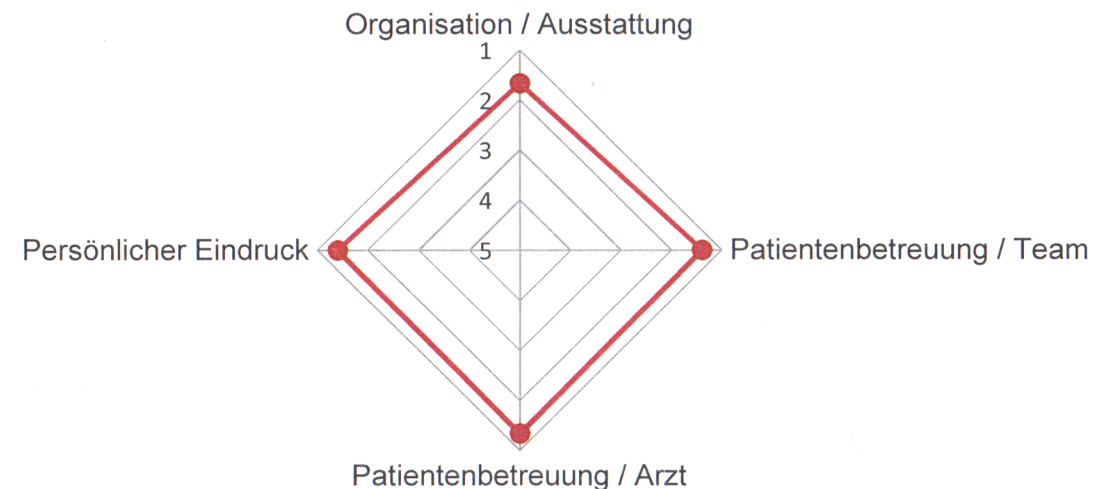 Organisation / Ausstattung
1
2
3
4
Persönlicher Eindruck
5
Patientenbetreuung / Team
Patientenbetreuung / Arzt